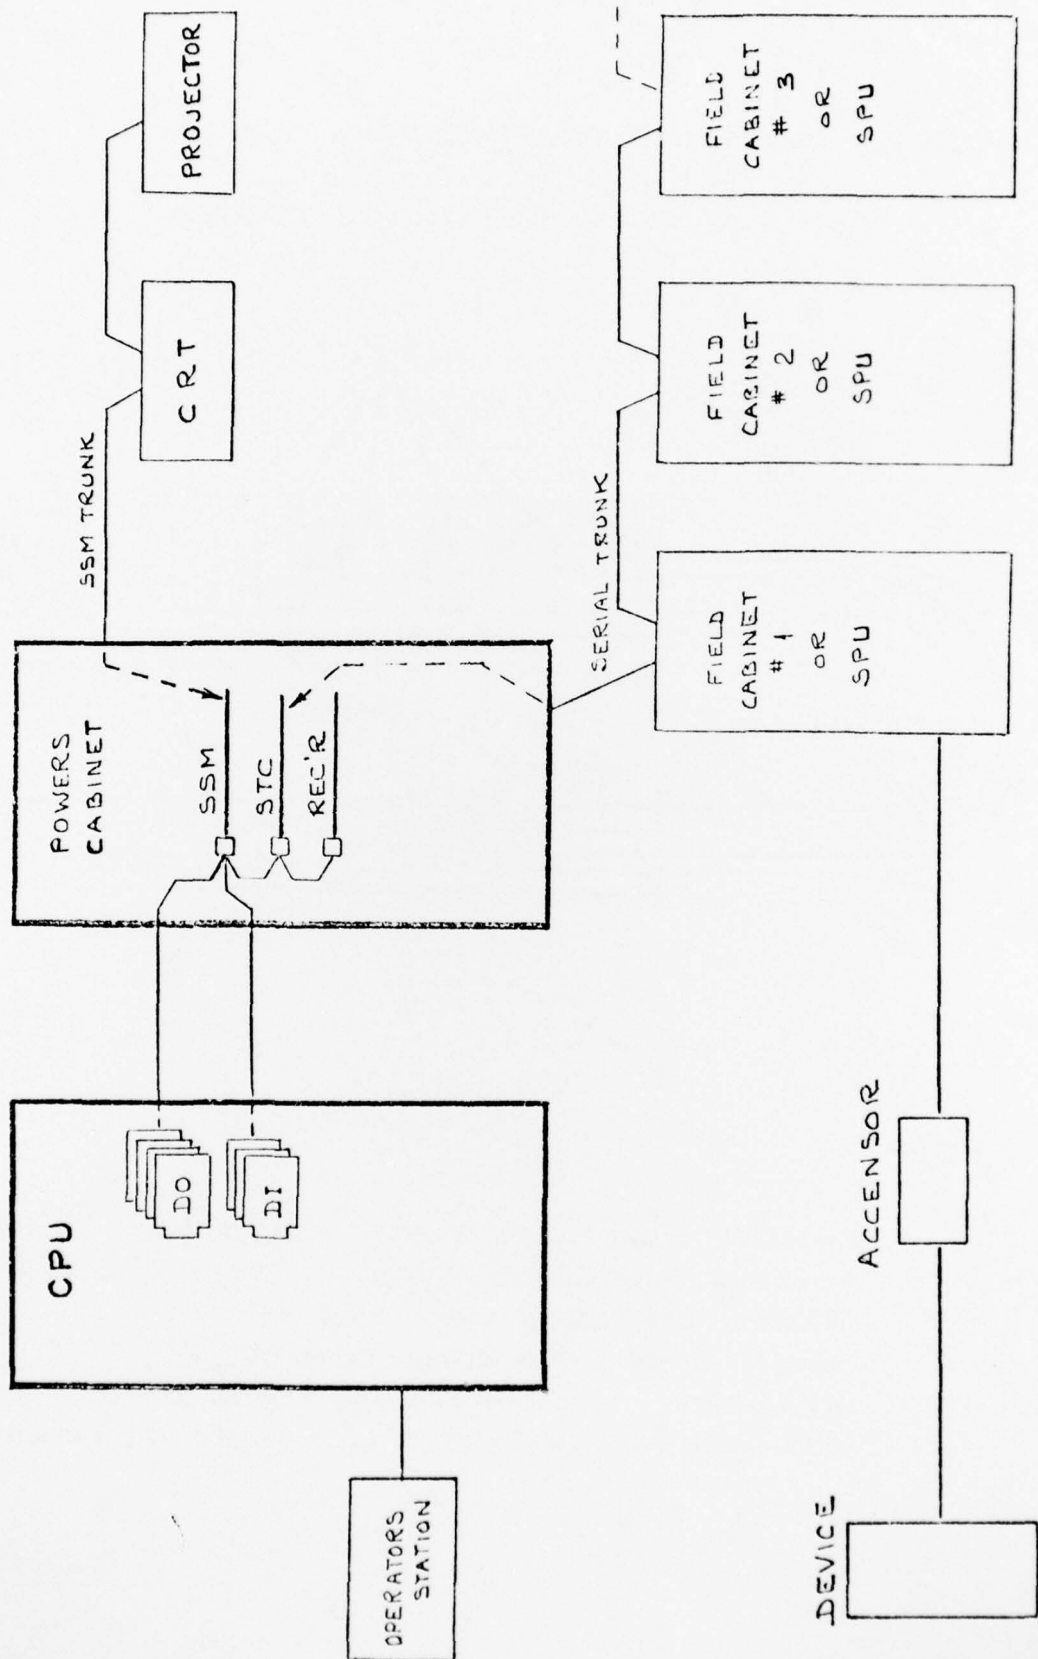 OPERATORS
STATION
CPU
DO
DI
POWERS
CABINET
SSM
STC
REC'R
SSM TRUNK
CRT
PROJECTOR
DEVICE
ACCENSOR
SERIAL TRUNK
FIELD
CABINET
# 1
OR
SPU
FIELD
CABINET
# 2
OR
SPU
FIELD
CABINET
# 3
OR
SPU